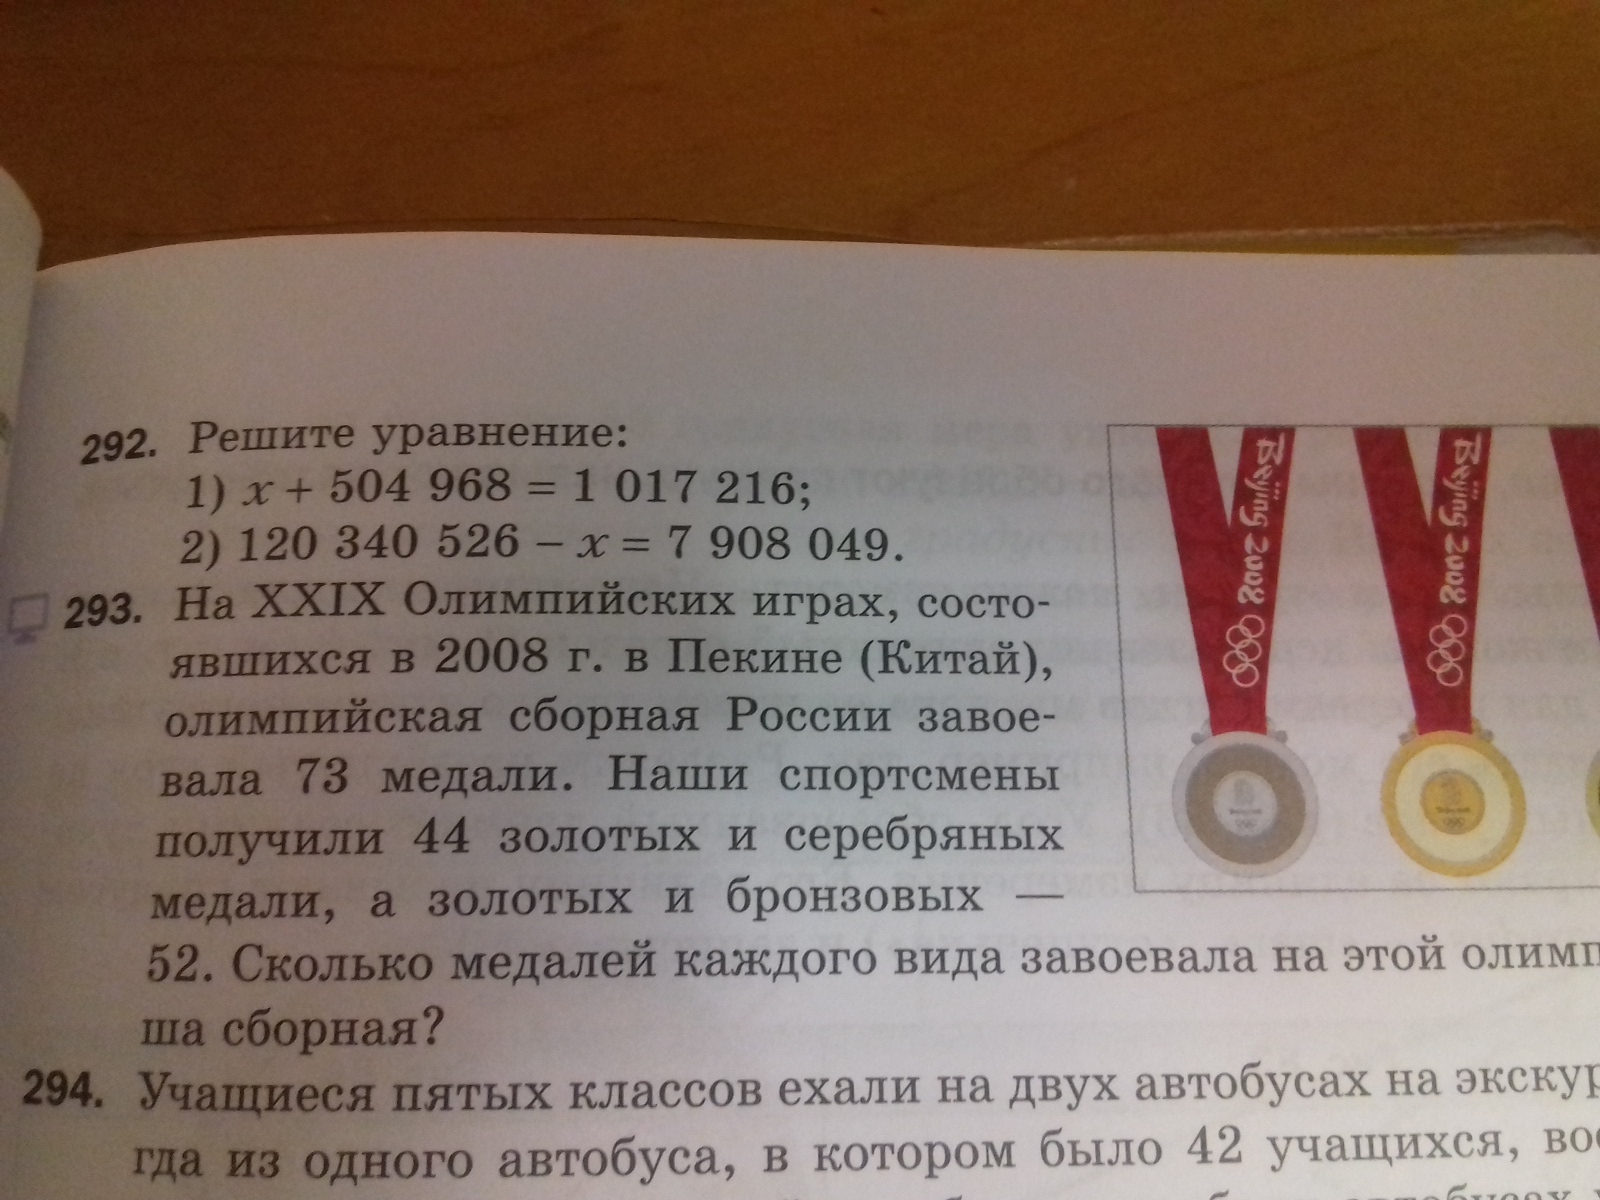 292. Решите уравнение:
1) x + 504 968 = 1 017 216;
2) 120 340 526 – x = 7 908 049.
293. На XXIX Олимпийских играх, состо-
явшихся в 2008 г. в Пекине (Китай),
олимпийская сборная России завое-
вала 73 медали. Наши спортсмены
получили 44 золотых и серебряных
медали, а золотых и бронзовых —
52. Сколько медалей каждого вида завоевала на этой олимп
ша сборная?
294. Учащиеся пятых классов ехали на двух автобусах на экскур
гда из одного автобуса, в котором было 42 учащихся, вос
Beijing 2008
Beijing 2008